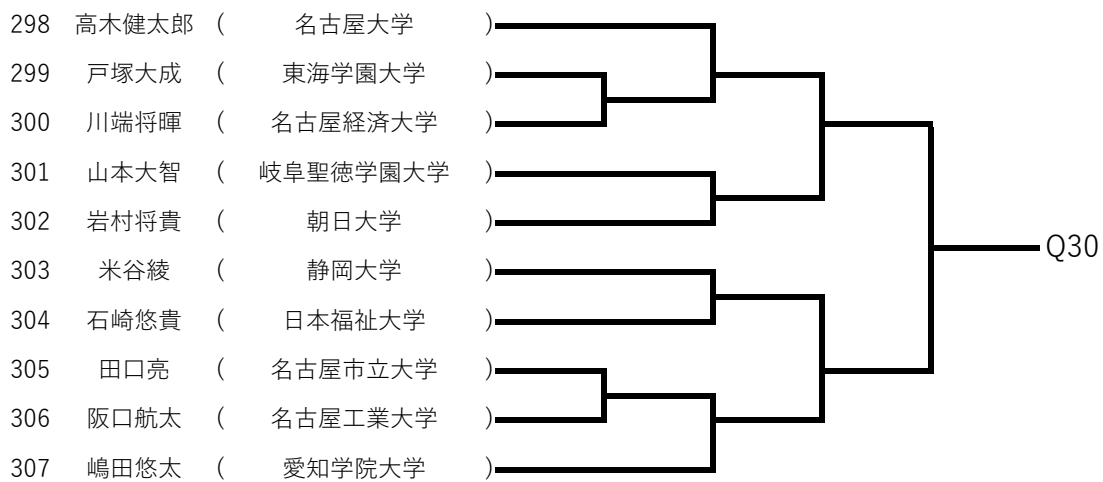 298 高木健太郎 ( 名古屋大学 )
299 戸塚大成 ( 東海学園大学 )
300 川端将暉 ( 名古屋経済大学 )
301 山本大智 ( 岐阜聖徳学園大学 )
302 岩村将貴 ( 朝日大学 )
Q30
303 米谷綾 ( 静岡大学 )
304 石崎悠貴 ( 日本福祉大学 )
305 田口亮 ( 名古屋市立大学 )
306 阪口航太 ( 名古屋工業大学 )
307 嶋田悠太 ( 愛知学院大学 )